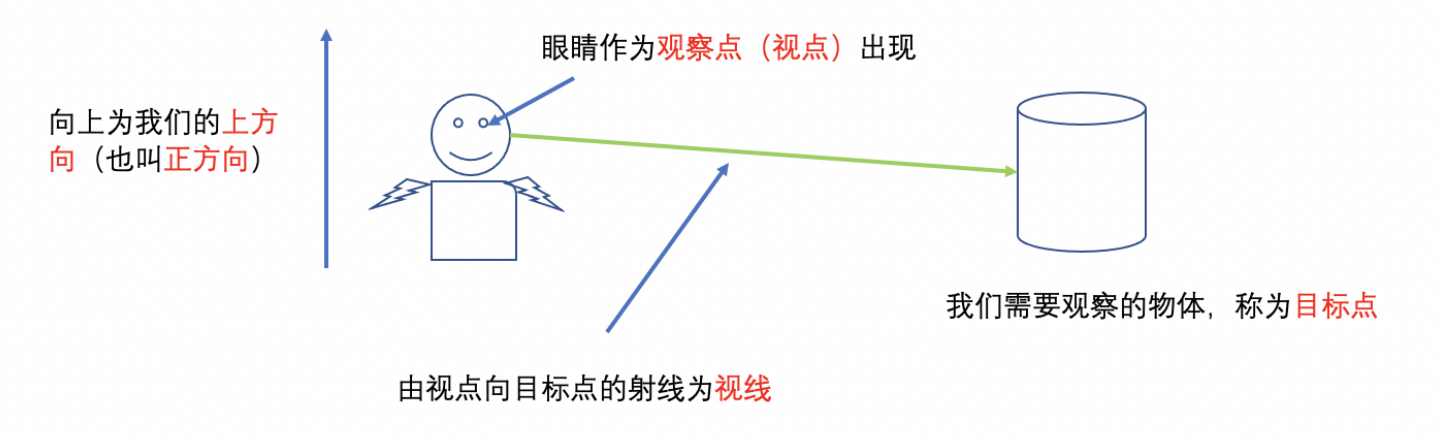 眼睛作为观察点（视点）出现
向上为我们的上方
向（也叫正方向）
我们需要观察的物体，称为目标点
由视点向目标点的射线为视线